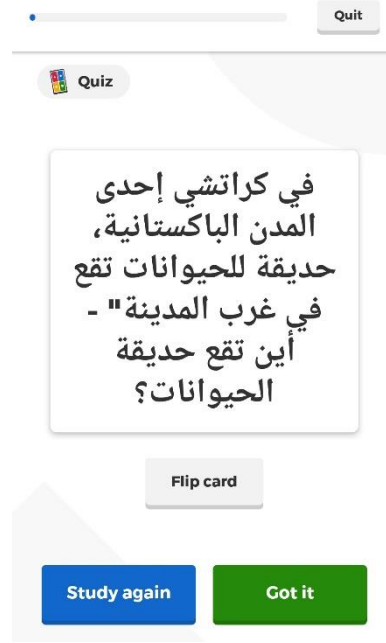 Quit
Quiz
في كراتشي إحدى
المدن الباكستانية،
حديقة للحيوانات تقع
في غرب المدينة" -
أين تقع حديقة
الحيوانات؟
Flip card
Study again
Got it